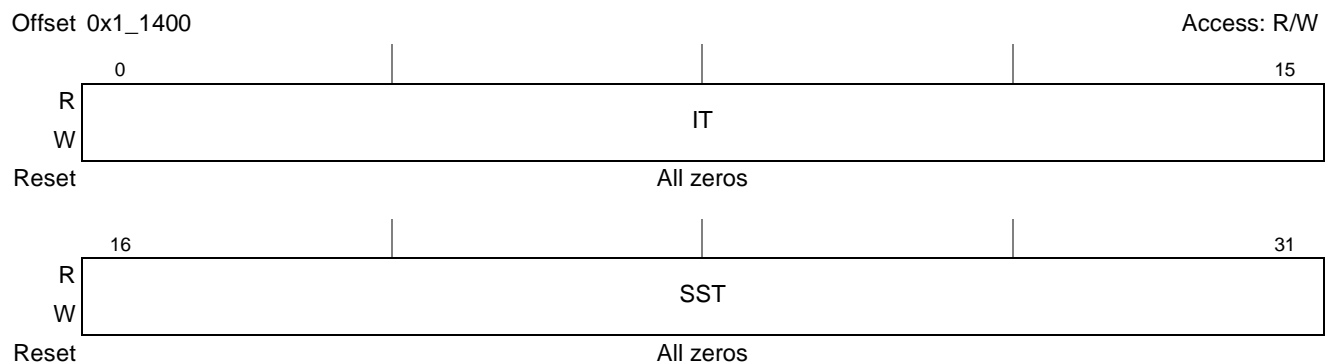 Offset 0x1_1400 Access: R/W
0 15
R
IT
W
Reset All zeros
16 31
R
SST
W
Reset All zeros